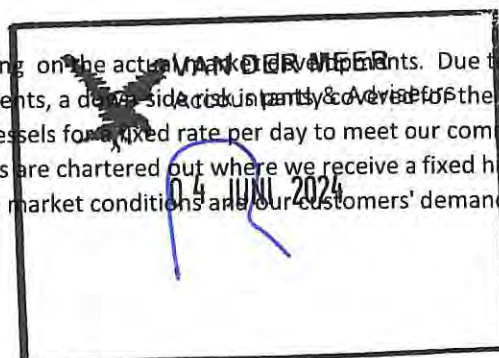 ng on the actual market developments. Due t
VAN DER MEER
ents, a down side risk is partly covered for the
Accountants & Adviseurs
essels for a fixed rate per day to meet our com
s are chartered out where we receive a fixed h
04 JUNI 2024
market conditions and our customers' deman